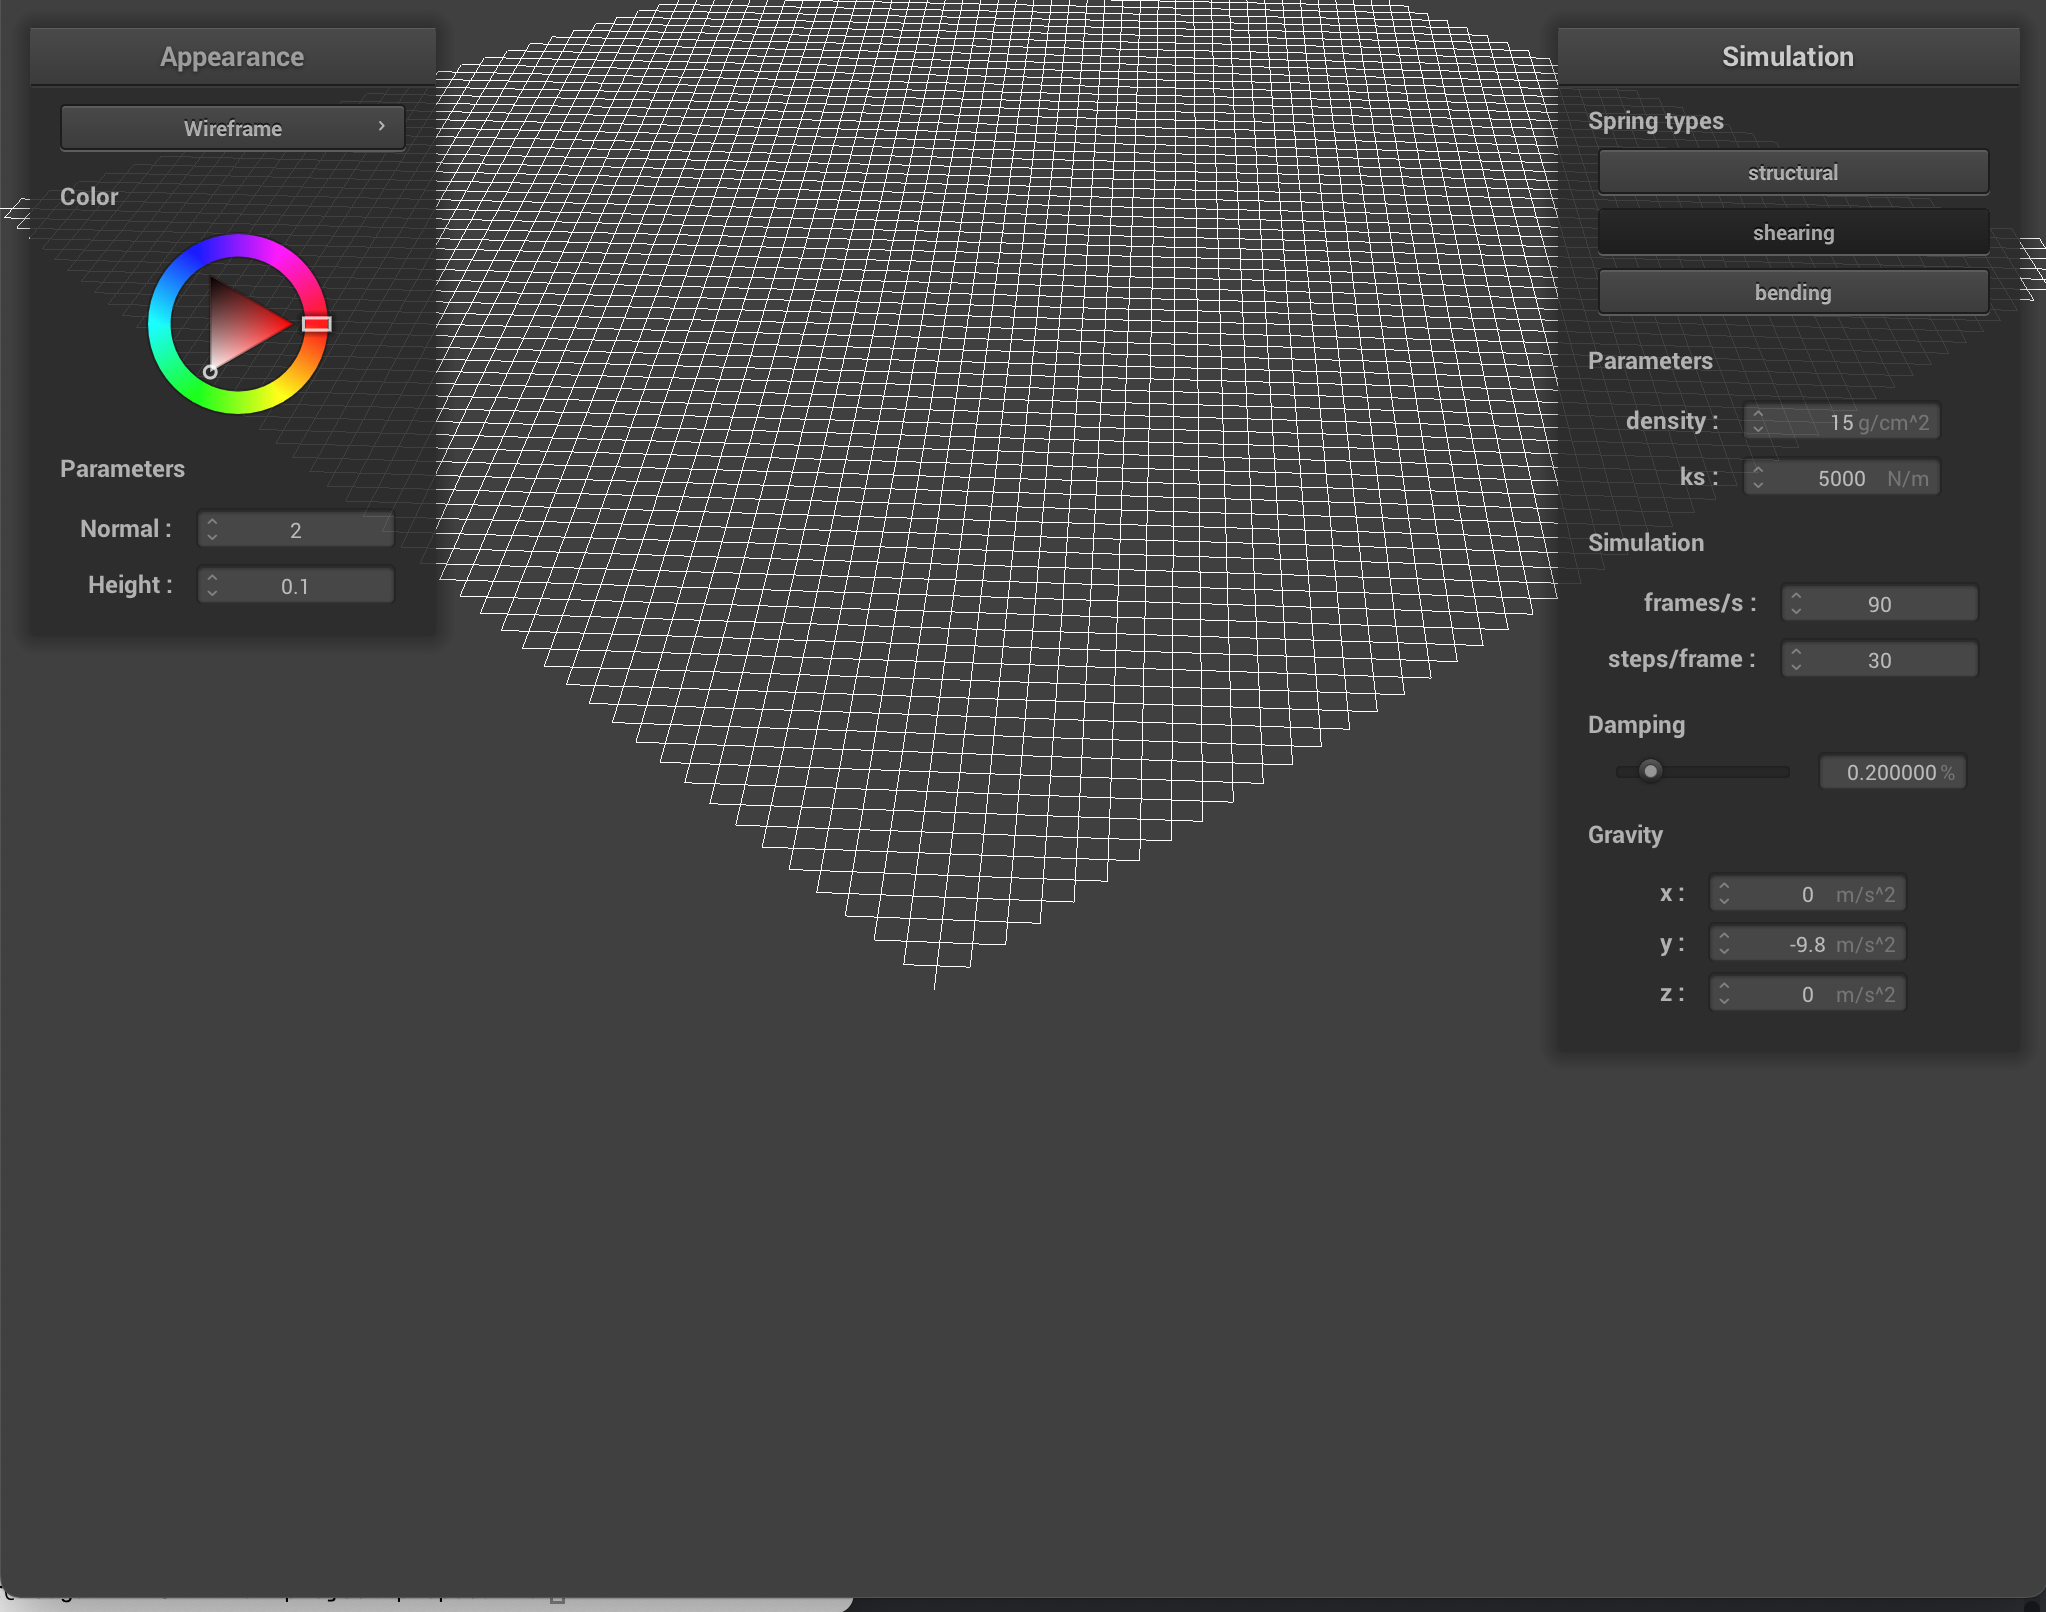 Appearance
Wireframe
Color
Parameters
Normal : 2
Height : 0.1
Simulation
Spring types
structural
shearing
bending
Parameters
density : 15 g/cm^2
ks : 5000 N/m
Simulation
frames/s : 90
steps/frame : 30
Damping
0.200000 %
Gravity
x : 0 m/s^2
y : -9.8 m/s^2
z : 0 m/s^2